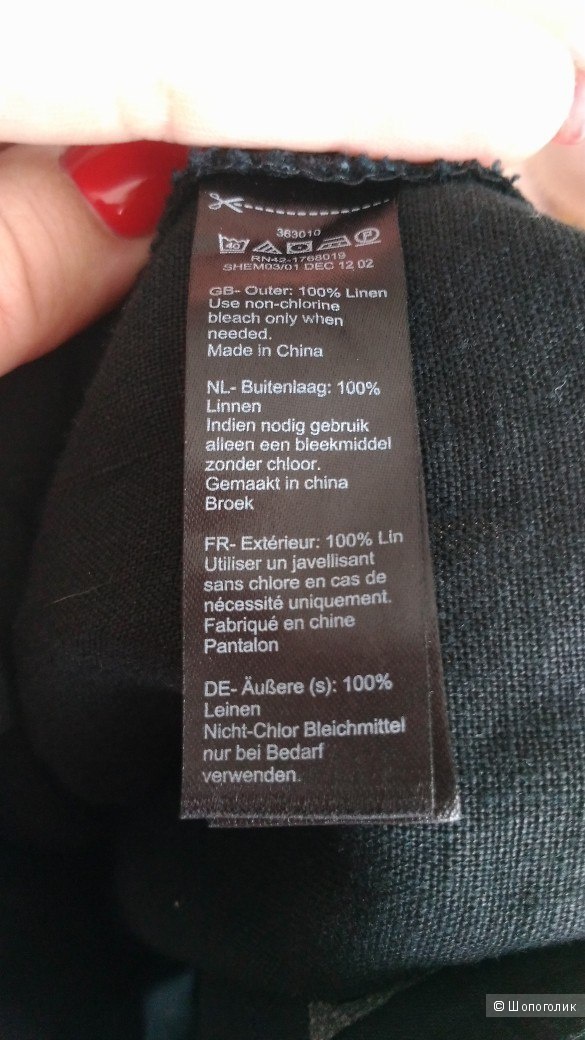 363010
RN42-1768019
SHEM03/01 DEC 12 02
GB- Outer: 100% Linen
Use non-chlorine
bleach only when
needed.
Made in China
NL- Buitenlaag: 100%
Linnen
Indien nodig gebruik
alleen een bleekmiddel
zonder chloor.
Gemaakt in china
Broek
FR- Extérieur: 100% Lin
Utiliser un javellisant
sans chlore en cas de
nécessité uniquement.
Fabriqué en chine
Pantalon
DE- Äußere (s): 100%
Leinen
Nicht-Chlor Bleichmittel
nur bei Bedarf
verwenden.
© Шопоголик